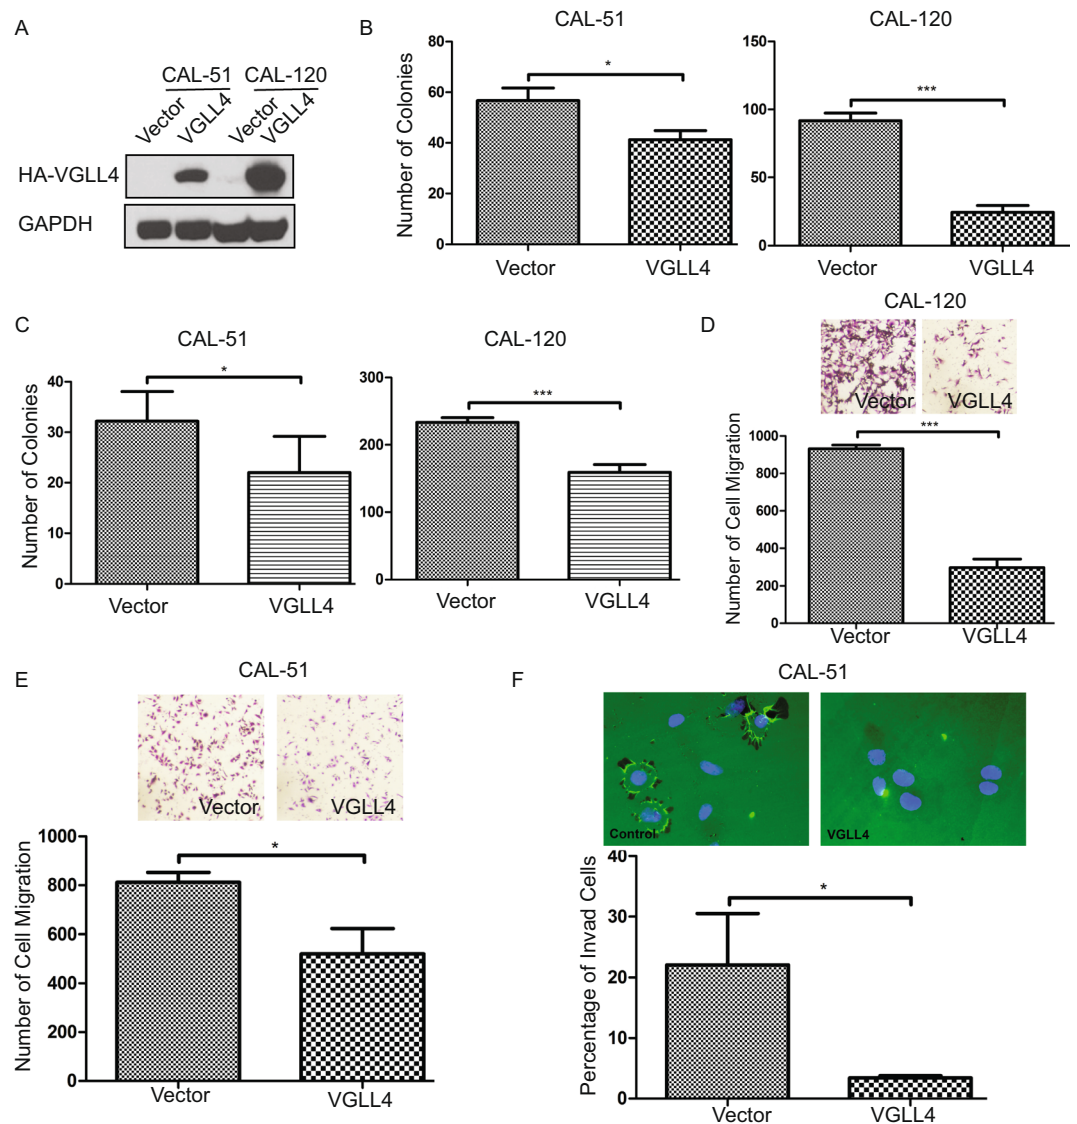 A
CAL-51 CAL-120
Vector VGLL4 Vector VGLL4
HA-VGLL4
GAPDH
B
CAL-51
Number of Colonies
80
60
40
20
0
*
Vector VGLL4
CAL-120
150
100
50
0
***
Vector VGLL4
C
CAL-51
Number of Colonies
40
30
20
10
0
*
Vector VGLL4
CAL-120
300
200
100
0
***
Vector VGLL4
D
CAL-120
Vector VGLL4
Number of Cell Migration
1000
800
600
400
200
0
***
Vector VGLL4
E
CAL-51
Vector VGLL4
Number of Cell Migration
1000
800
600
400
200
0
*
Vector VGLL4
F
CAL-51
Control VGLL4
Percentage of Invad Cells
40
30
20
10
0
*
Vector VGLL4